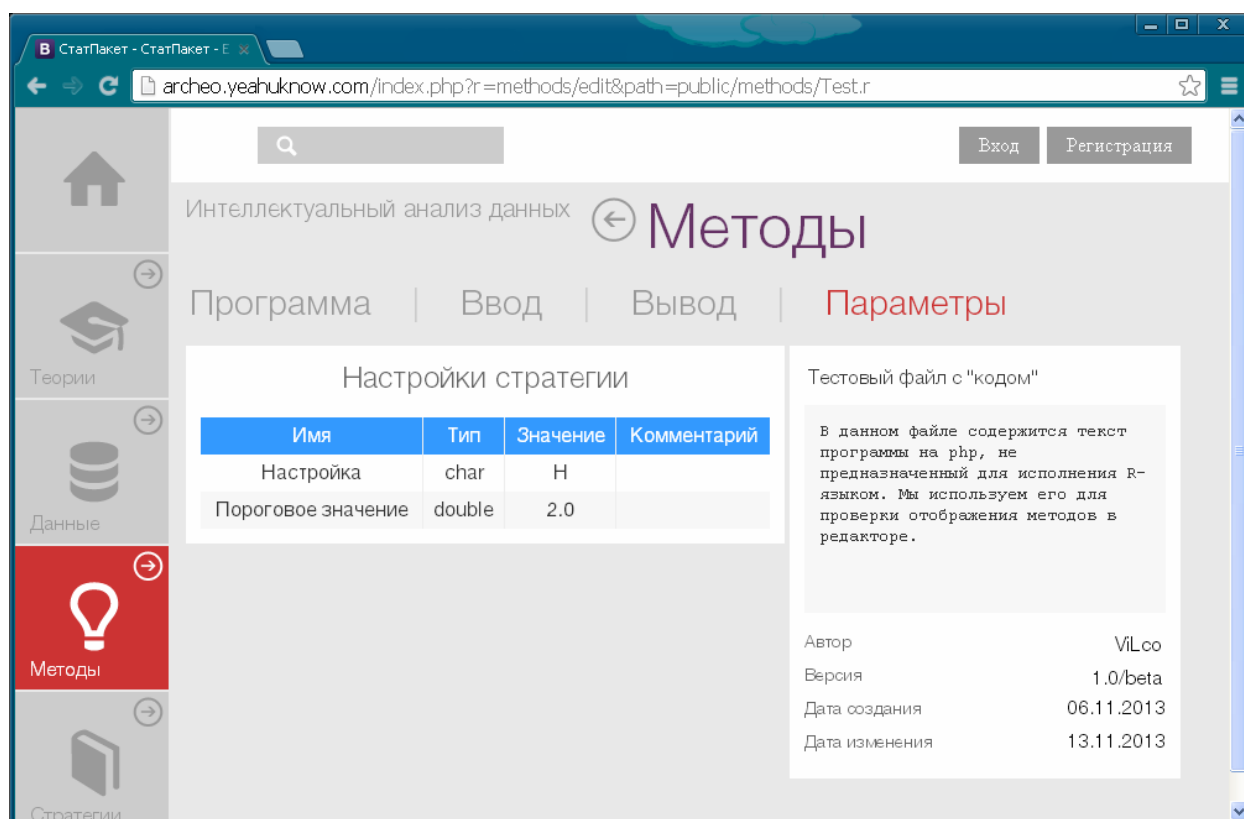 СтатПакет - СтатПакет - E
archeo.yeahuknow.com/index.php?r=methods/edit&path=public/methods/Test.r
Вход Регистрация
Интеллектуальный анализ данных Методы
Программа Ввод Вывод Параметры
Теории
Данные
Методы
Стратегии
Настройки стратегии
Имя Тип Значение Комментарий
Настройка char Н
Пороговое значение double 2.0
Тестовый файл с "кодом"
В данном файле содержится текст
программы на php, не
предназначенный для исполнения R-
языком. Мы используем его для
проверки отображения методов в
редакторе.
Автор ViLco
Версия 1.0/beta
Дата создания 06.11.2013
Дата изменения 13.11.2013